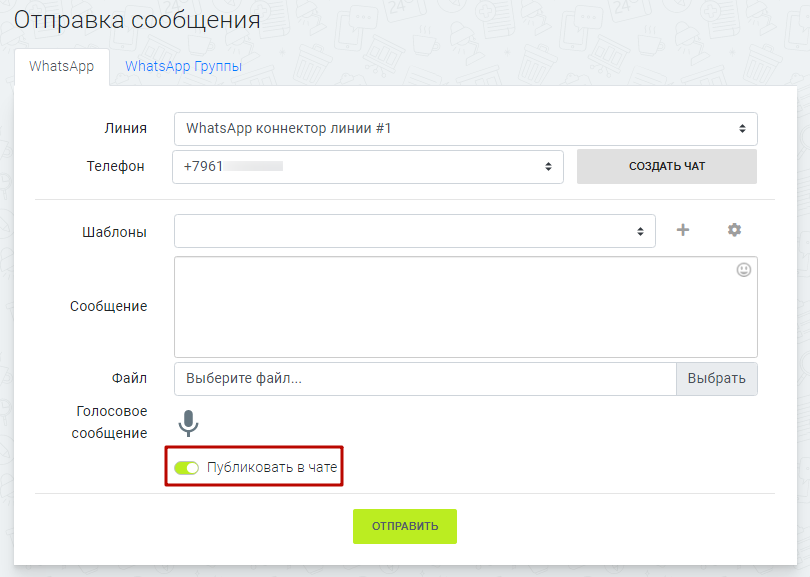 Отправка сообщения
WhatsApp WhatsApp Группы
Линия WhatsApp коннектор линии #1
Телефон +7961 СОЗДАТЬ ЧАТ
Шаблоны
Сообщение
Файл Выберите файл... Выбрать
Голосовое
сообщение
Публиковать в чате
ОТПРАВИТЬ